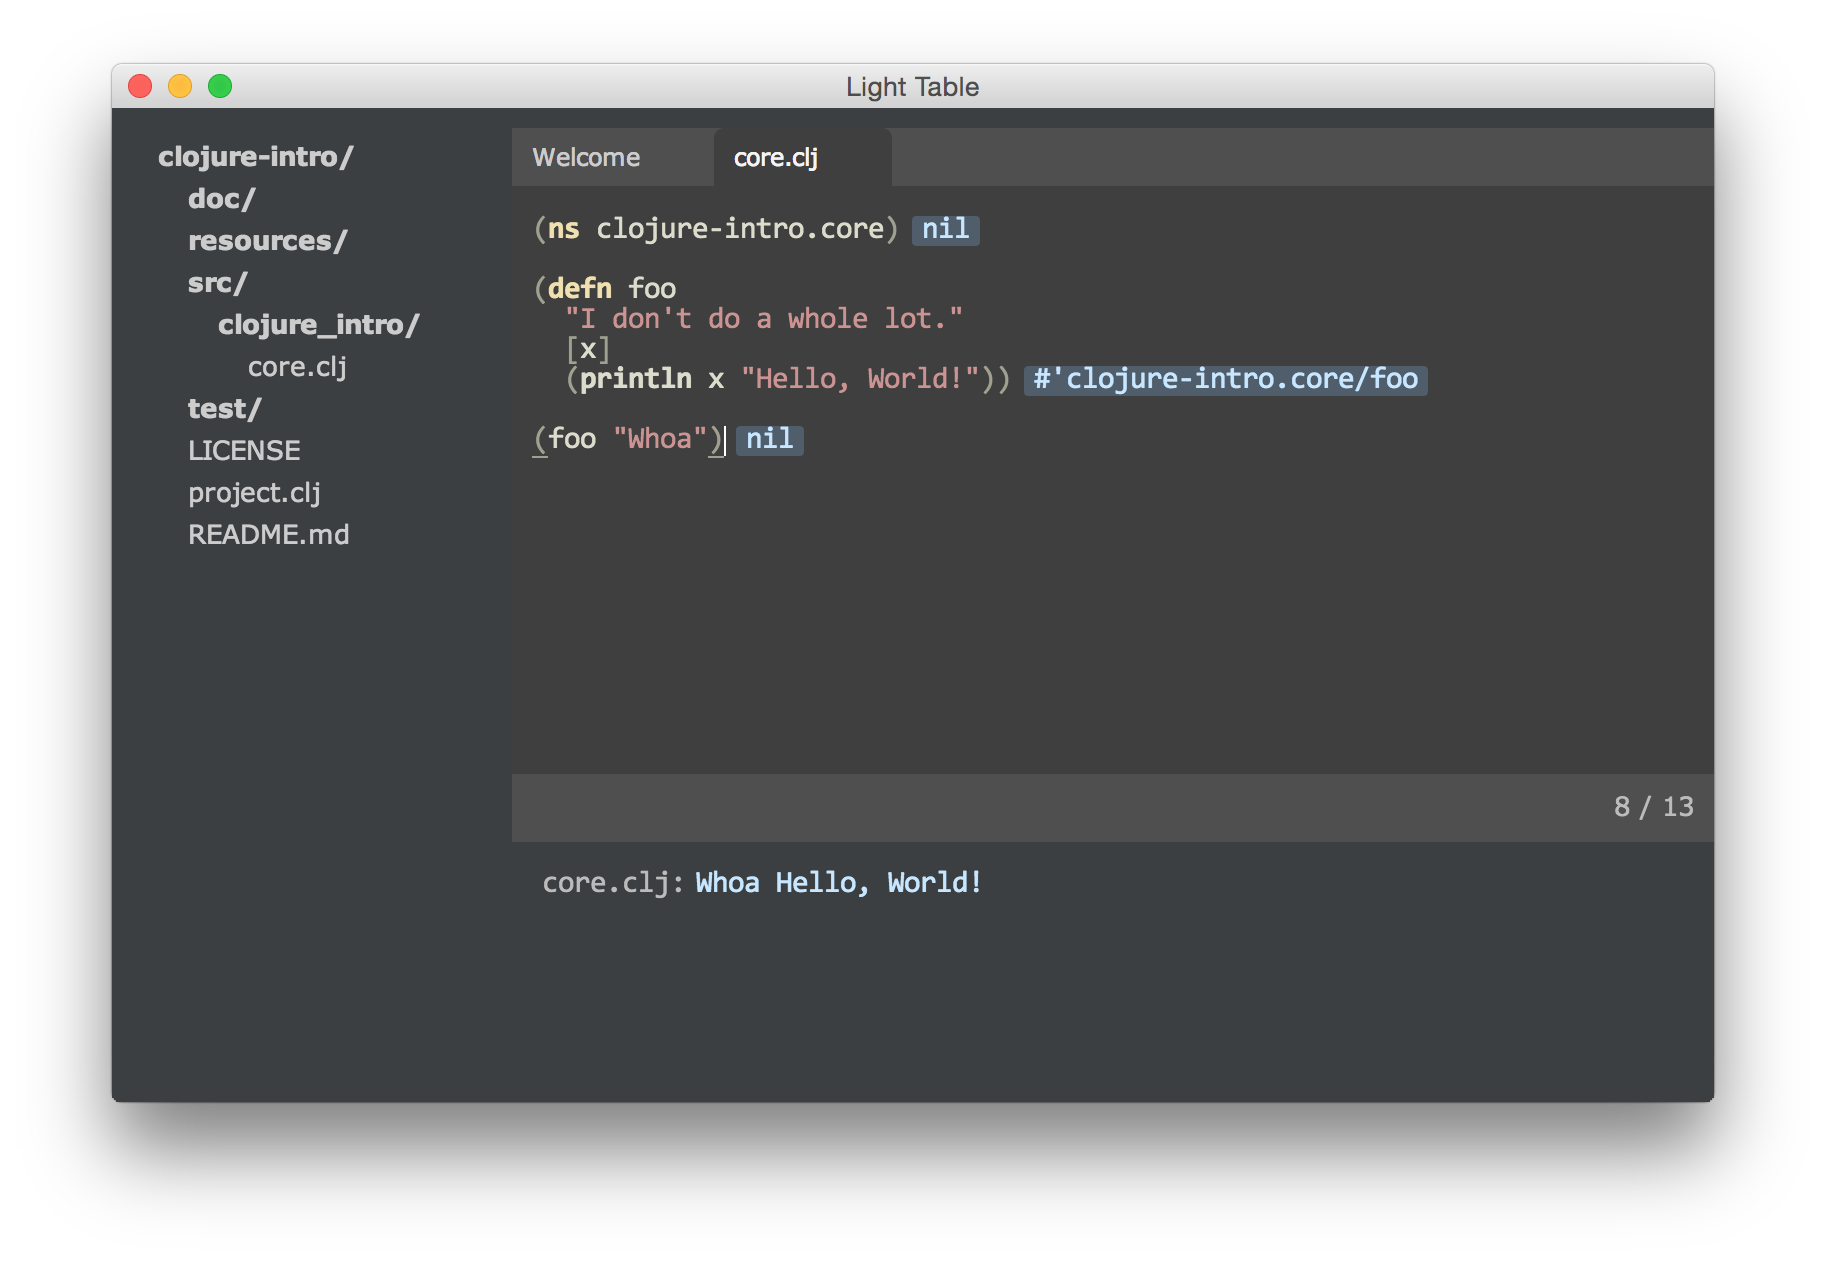 Light Table
clojure-intro/
doc/
resources/
src/
clojure_intro/
core.clj
test/
LICENSE
project.clj
README.md
Welcome core.clj
(ns clojure-intro.core) nil
(defn foo
"I don't do a whole lot."
[x]
(println x "Hello, World!")) #'clojure-intro.core/foo
(foo "Whoa") nil
8 / 13
core.clj: Whoa Hello, World!